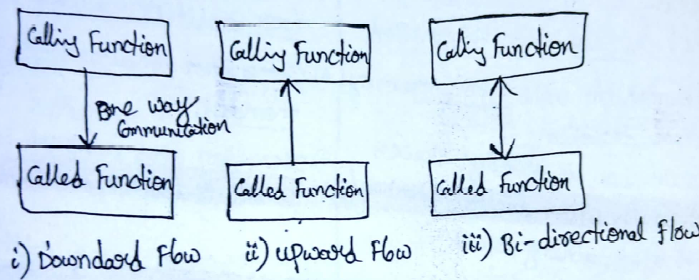 Calling Function
Calling Function
Calling Function
One way
Communication
Called Function
Called Function
Called Function
i) Downdard Flow
ii) upward Flow
iii) Bi-directional flow